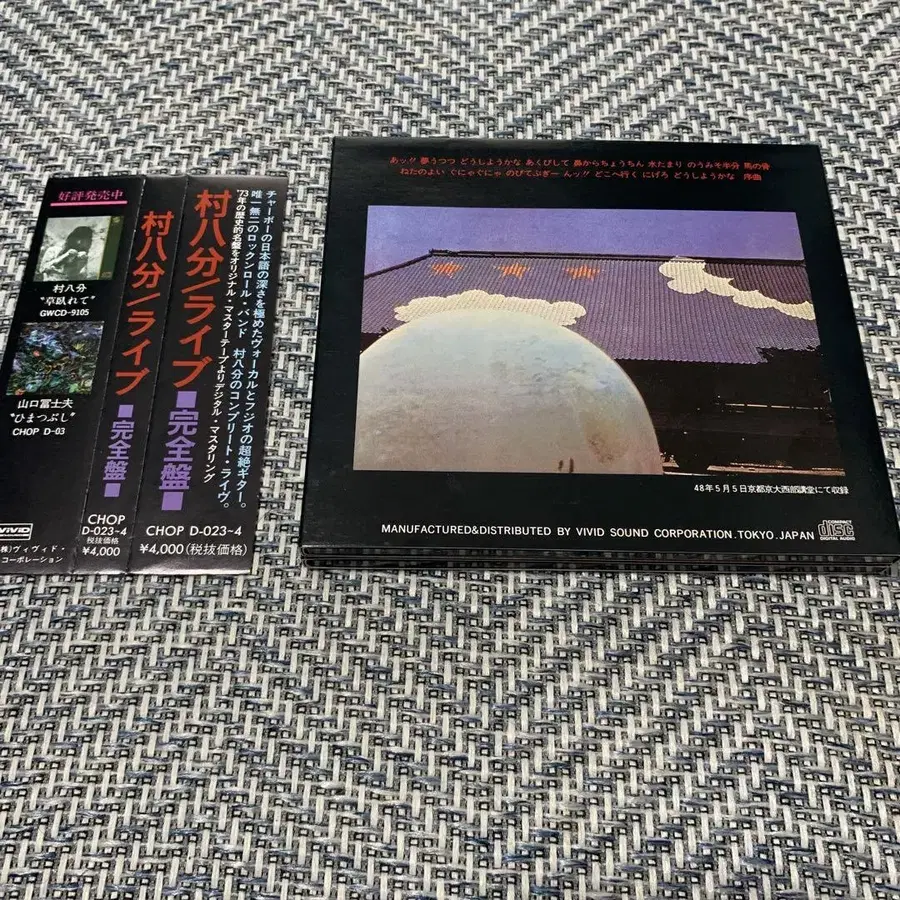 好評発売中
村八分
"草臥れて"
GWCD-9105
山口冨士夫
"ひまつぶし"
CHOP D-03
VIVID
(株)ヴィヴィド・
コーポレーション
村八分/ライブ
■完全盤■
CHOP
D-023~4
税抜価格
¥4,000
チャーボーの日本語の深さを極めたヴォーカルとフジオの超絶ギター。
唯一無二のロックンロール・バンド 村八分のコンプリート・ライヴ。
'73年の歴史的名盤をオリジナル・マスターテープよりデジタル・マスタリング
村八分/ライブ
■完全盤■
CHOP D-023~4
¥4,000(税抜価格)
あッ!! 夢うつつ どうしようかな あくびして 鼻からちょうちん 水たまり のうみそ半分 馬の骨
ねたのよい ぐにゃぐにゃ のびてぶぎー んッ!! どこへ行く にげろ どうしようかな 序曲
48年5月5日京都京大西部講堂にて収録
MANUFACTURED&DISTRIBUTED BY VIVID SOUND CORPORATION.TOKYO.JAPAN
COMPACT
disc
DIGITAL AUDIO